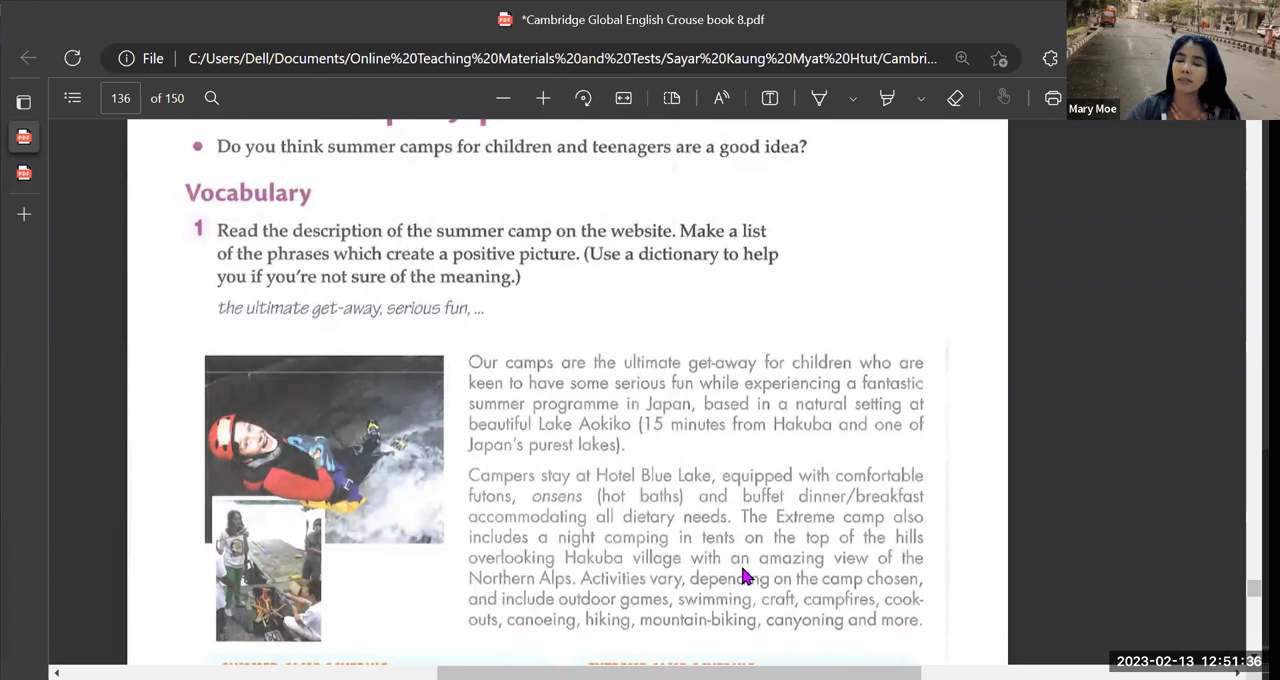 *Cambridge Global English Crouse book 8.pdf
File
C:/Users/Dell/Documents/Online%20Teaching%20Materials%20and%20Tests/Sayar%20Kaung%20Myat%20Htut/Cambri...
Mary Moe
136 of 150
• Do you think summer camps for children and teenagers are a good idea?
Vocabulary
1 Read the description of the summer camp on the website. Make a list
of the phrases which create a positive picture. (Use a dictionary to help
you if you're not sure of the meaning.)
the ultimate get-away, serious fun, ...
Our camps are the ultimate get-away for children who are
keen to have some serious fun while experiencing a fantastic
summer programme in Japan, based in a natural setting at
beautiful Lake Aokiko (15 minutes from Hakuba and one of
Japan's purest lakes).
Campers stay at Hotel Blue Lake, equipped with comfortable
futons, onsens (hot baths) and buffet dinner/breakfast
accommodating all dietary needs. The Extreme camp also
includes a night camping in tents on the top of the hills
overlooking Hakuba village with an amazing view of the
Northern Alps. Activities vary, depending on the camp chosen,
and include outdoor games, swimming, craft, campfires, cook-
outs, canoeing, hiking, mountain-biking, canyoning and more.
2023-02-13 12:51:36